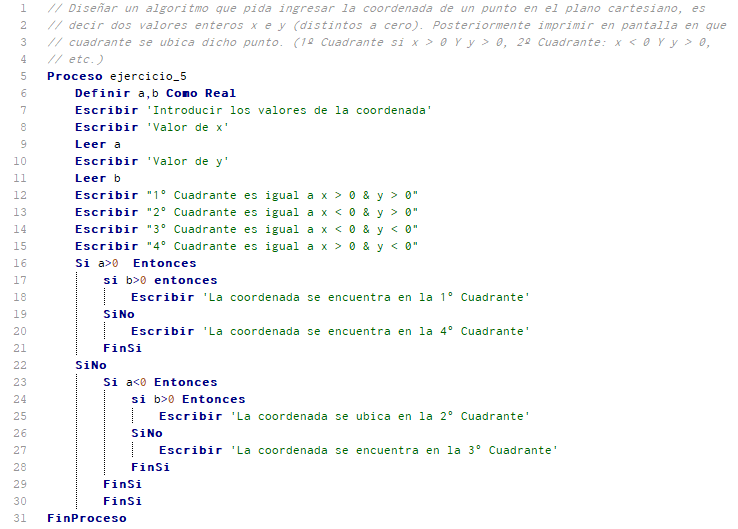 1 // Diseñar un algoritmo que pida ingresar la coordenada de un punto en el plano cartesiano, es
2 // decir dos valores enteros x e y (distintos a cero). Posteriormente imprimir en pantalla en que
3 // cuadrante se ubica dicho punto. (1º Cuadrante si x > 0 Y y > 0, 2º Cuadrante: x < 0 Y y > 0,
4 // etc.)
5 Proceso ejercicio_5
6 Definir a,b Como Real
7 Escribir 'Introducir los valores de la coordenada'
8 Escribir 'Valor de x'
9 Leer a
10 Escribir 'Valor de y'
11 Leer b
12 Escribir "1° Cuadrante es igual a x > 0 & y > 0"
13 Escribir "2° Cuadrante es igual a x < 0 & y > 0"
14 Escribir "3° Cuadrante es igual a x < 0 & y < 0"
15 Escribir "4° Cuadrante es igual a x > 0 & y < 0"
16 Si a>0  Entonces
17 si b>0 entonces
18 Escribir 'La coordenada se encuentra en la 1° Cuadrante'
19 SiNo
20 Escribir 'La coordenada se encuentra en la 4° Cuadrante'
21 FinSi
22 SiNo
23 Si a<0 Entonces
24 si b>0 Entonces
25 Escribir 'La coordenada se ubica en la 2° Cuadrante'
26 SiNo
27 Escribir 'La coordenada se encuentra en la 3° Cuadrante'
28 FinSi
29 FinSi
30 FinSi
31 FinProceso